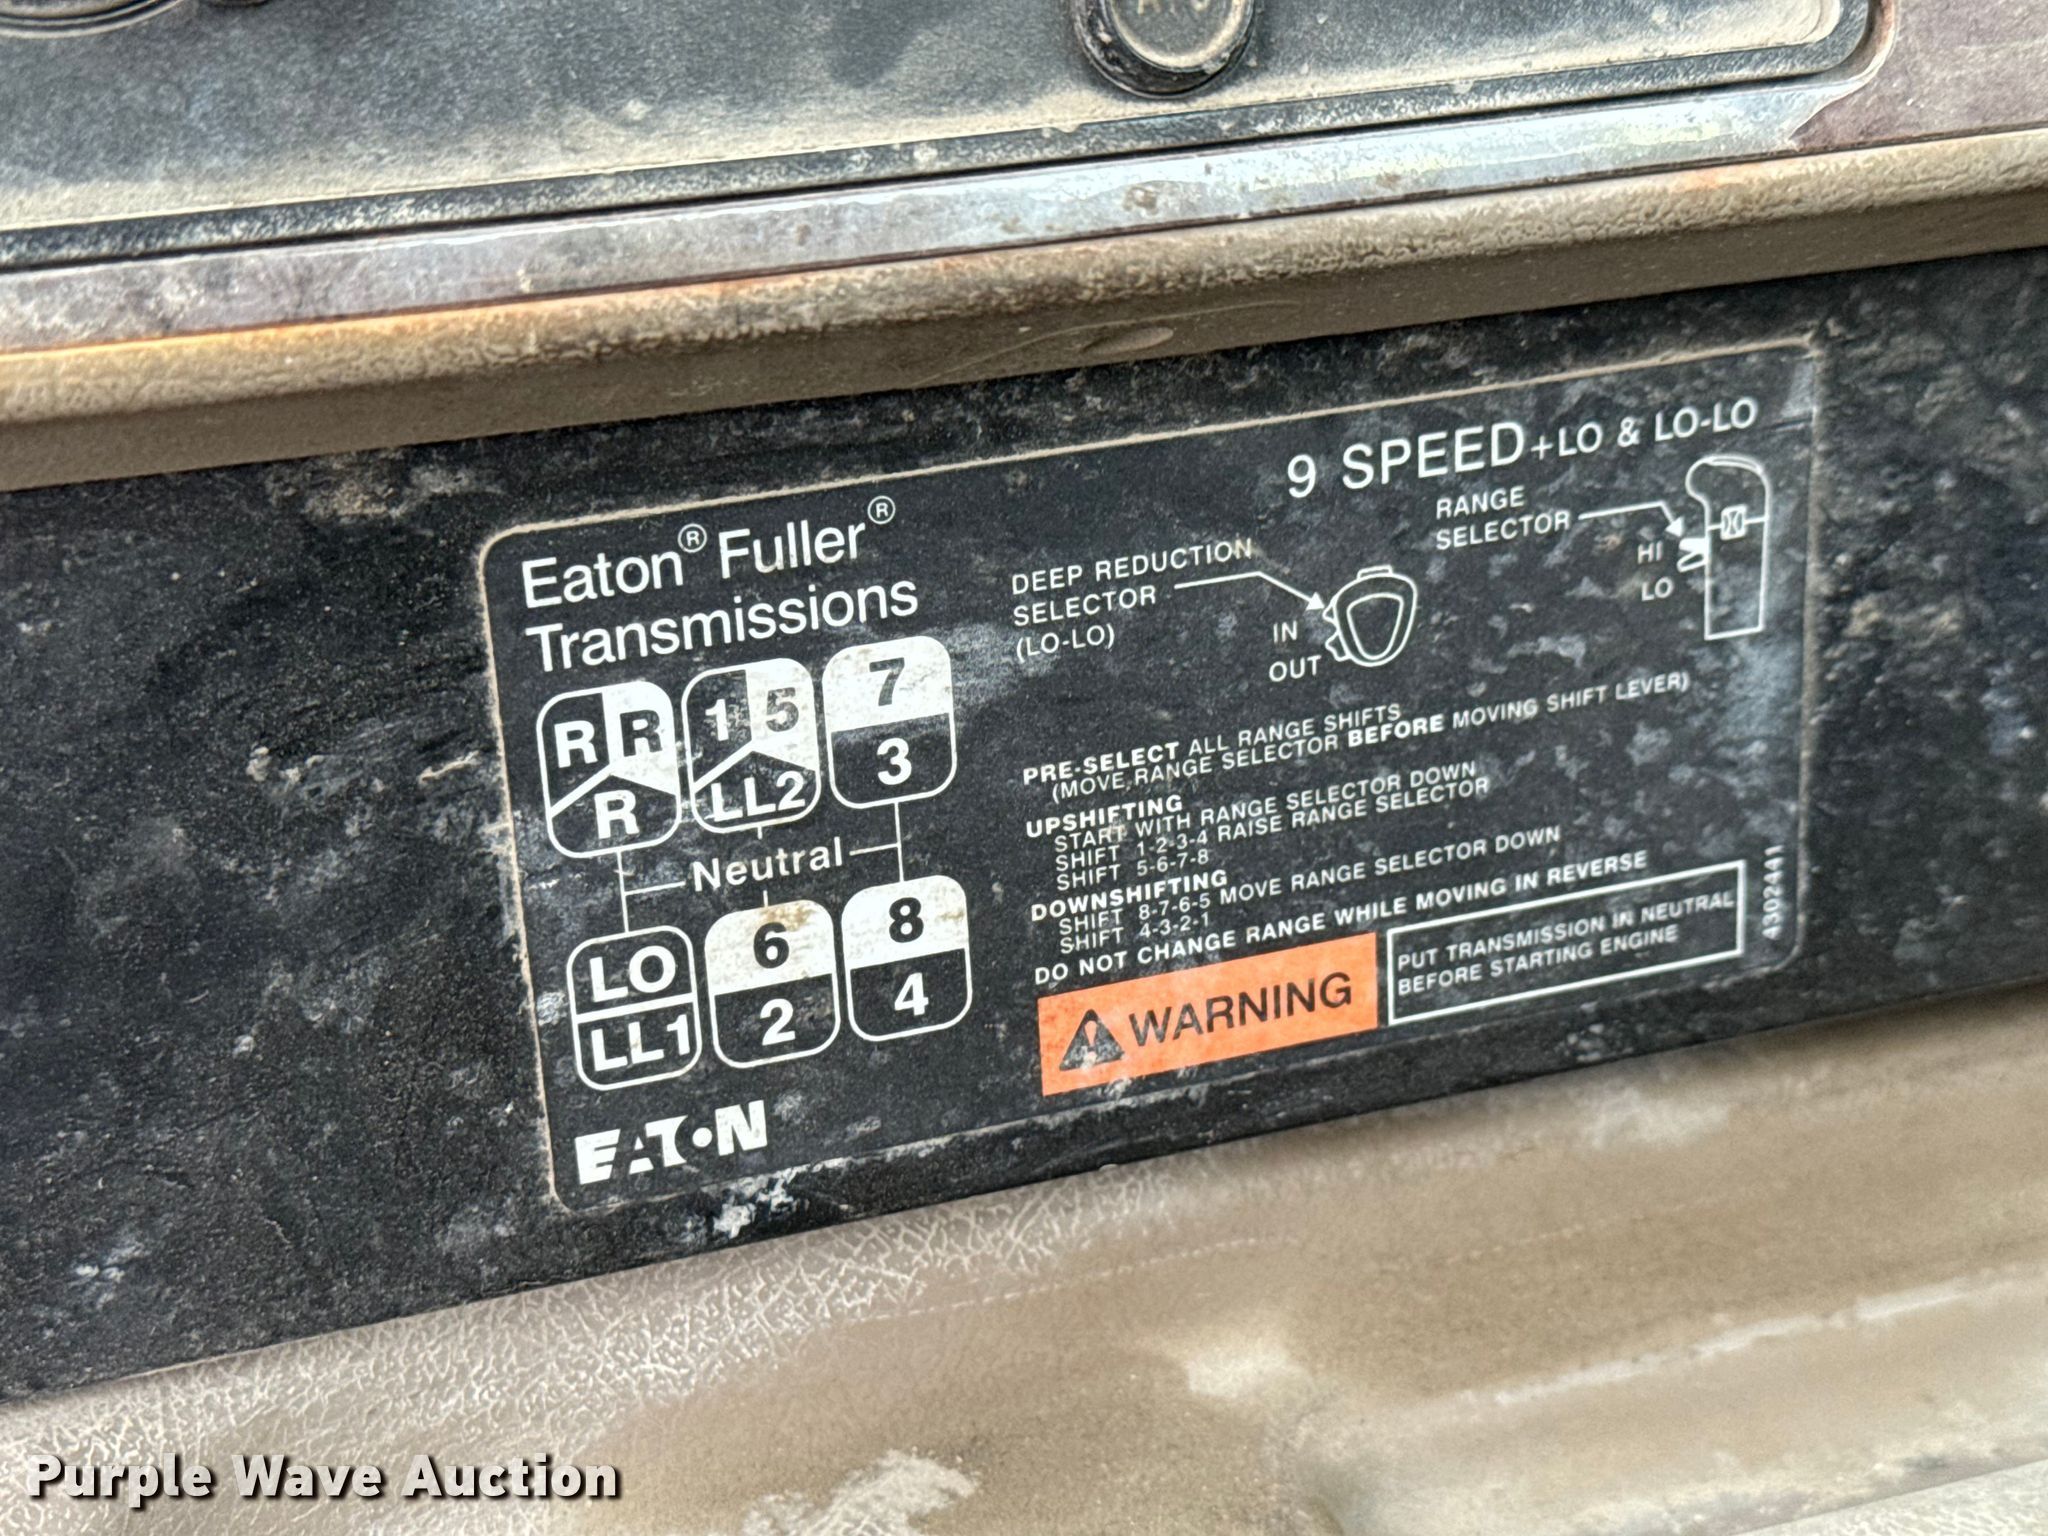 Eaton® Fuller®
Transmissions
R R
R
1 5
LL2
7
3
Neutral
LO
LL1
6
2
8
4
EATON
9 SPEED +LO & LO-LO
DEEP REDUCTION
SELECTOR
(LO-LO)
IN
OUT
RANGE
SELECTOR
HI
LO
PRE-SELECT ALL RANGE SHIFTS
(MOVE RANGE SELECTOR BEFORE MOVING SHIFT LEVER)
UPSHIFTING
START WITH RANGE SELECTOR DOWN
SHIFT 1-2-3-4 RAISE RANGE SELECTOR
SHIFT 5-6-7-8
DOWNSHIFTING
SHIFT 8-7-6-5 MOVE RANGE SELECTOR DOWN
SHIFT 4-3-2-1
DO NOT CHANGE RANGE WHILE MOVING IN REVERSE
WARNING
PUT TRANSMISSION IN NEUTRAL
BEFORE STARTING ENGINE
4302441
Purple Wave Auction